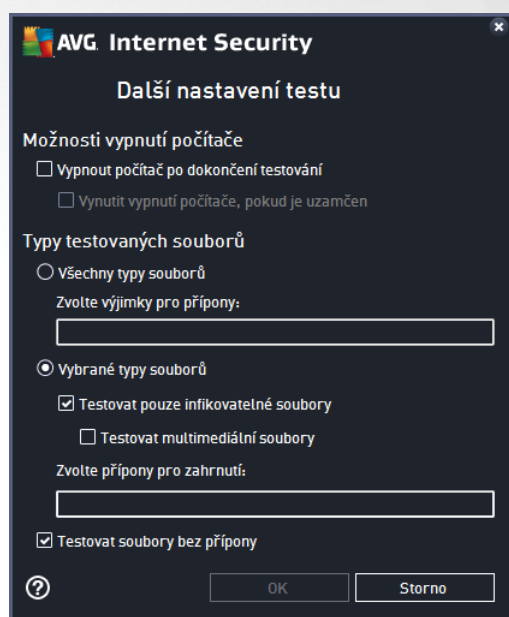 AVG. Internet Security
Další nastavení testu
Možnosti vypnutí počítače
Vypnout počítač po dokončení testování
Vynutit vypnutí počítače, pokud je uzamčen
Typy testovaných souborů
Všechny typy souborů
Zvolte výjimky pro přípony:
Vybrané typy souborů
Testovat pouze infikovatelné soubory
Testovat multimediální soubory
Zvolte přípony pro zahrnutí:
Testovat soubory bez přípony
?
OK
Storno